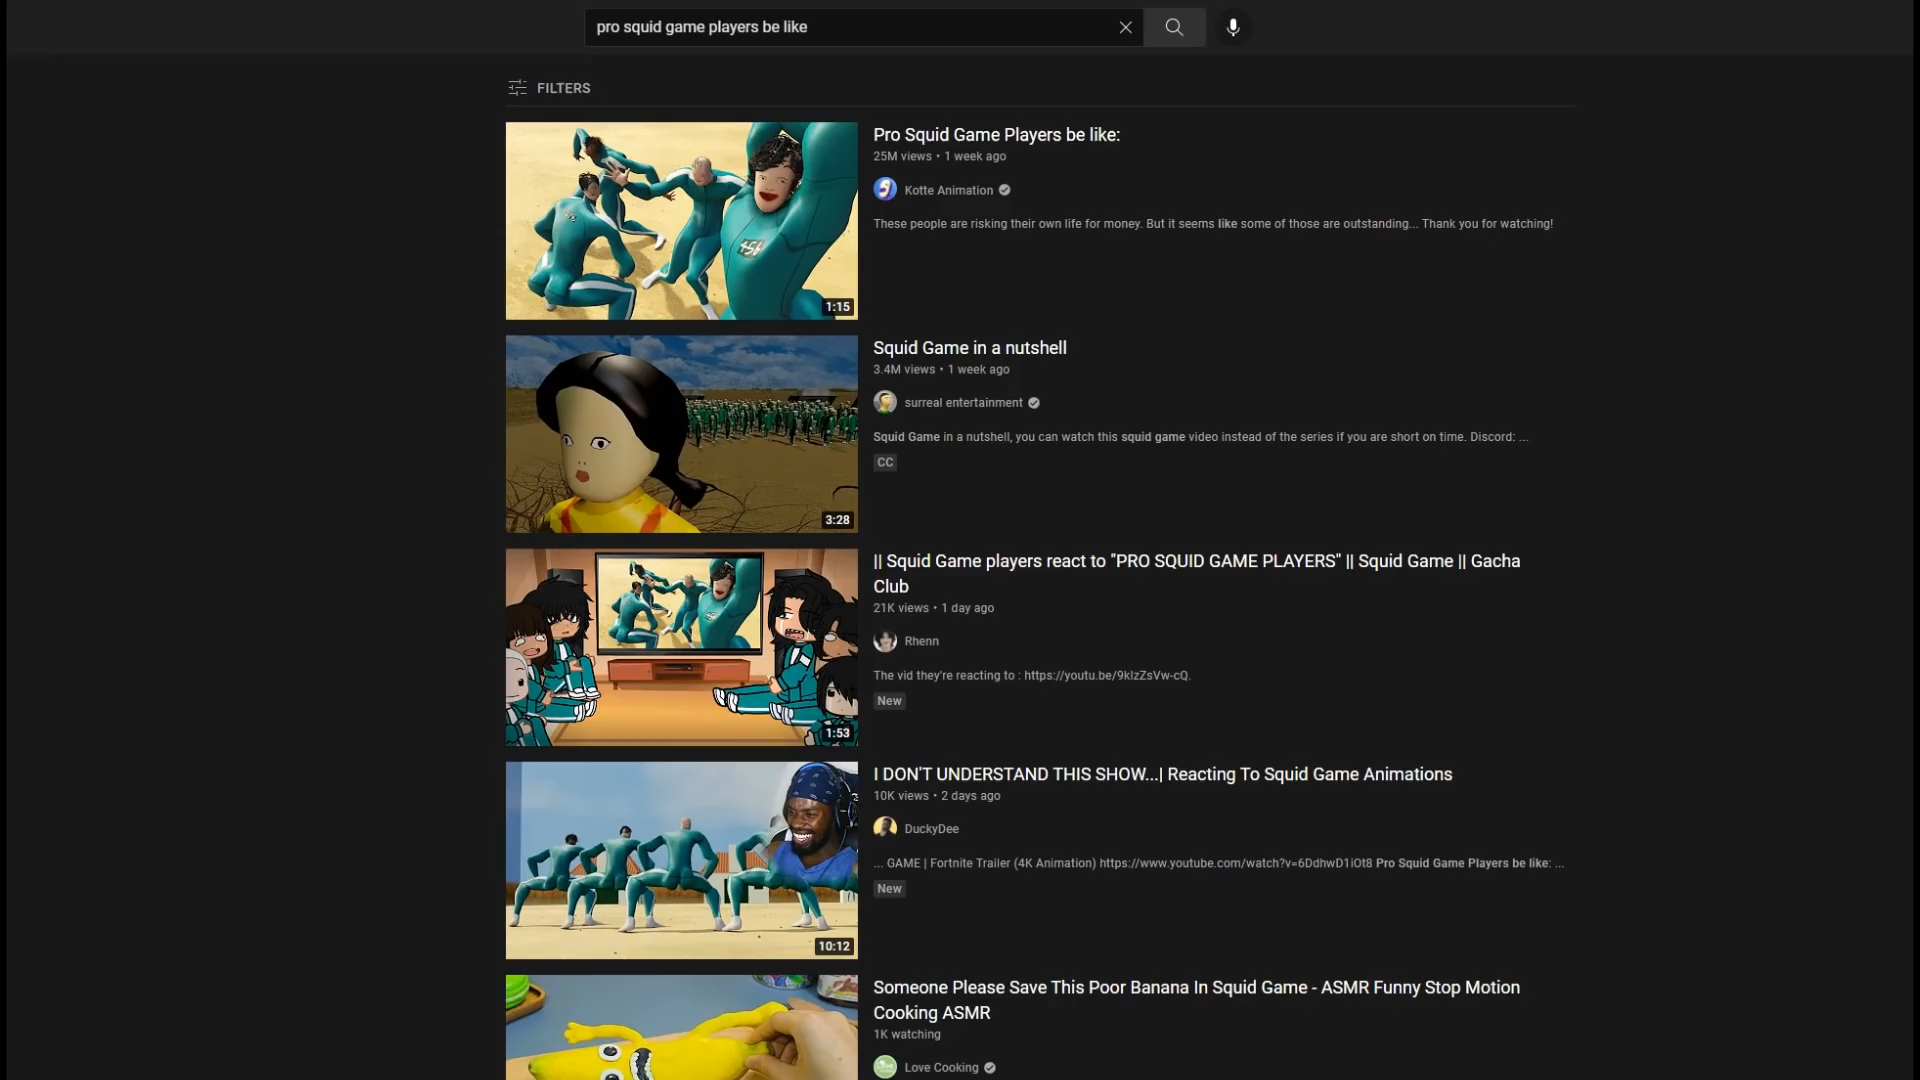 pro squid game players be like
FILTERS
Pro Squid Game Players be like:
25M views • 1 week ago
Kotte Animation
These people are risking their own life for money. But it seems like some of those are outstanding... Thank you for watching!
456
1:15
Squid Game in a nutshell
3.4M views • 1 week ago
surreal entertainment
Squid Game in a nutshell, you can watch this squid game video instead of the series if you are short on time. Discord: ...
CC
3:28
|| Squid Game players react to "PRO SQUID GAME PLAYERS" || Squid Game || Gacha
Club
21K views • 1 day ago
Rhenn
The vid they're reacting to : https://youtu.be/9klzZsVw-cQ.
New
1:53
I DON'T UNDERSTAND THIS SHOW...| Reacting To Squid Game Animations
10K views • 2 days ago
DuckyDee
... GAME | Fortnite Trailer (4K Animation) https://www.youtube.com/watch?v=6DdhwD1iOt8 Pro Squid Game Players be like: ...
New
10:12
Someone Please Save This Poor Banana In Squid Game - ASMR Funny Stop Motion
Cooking ASMR
1K watching
Love Cooking